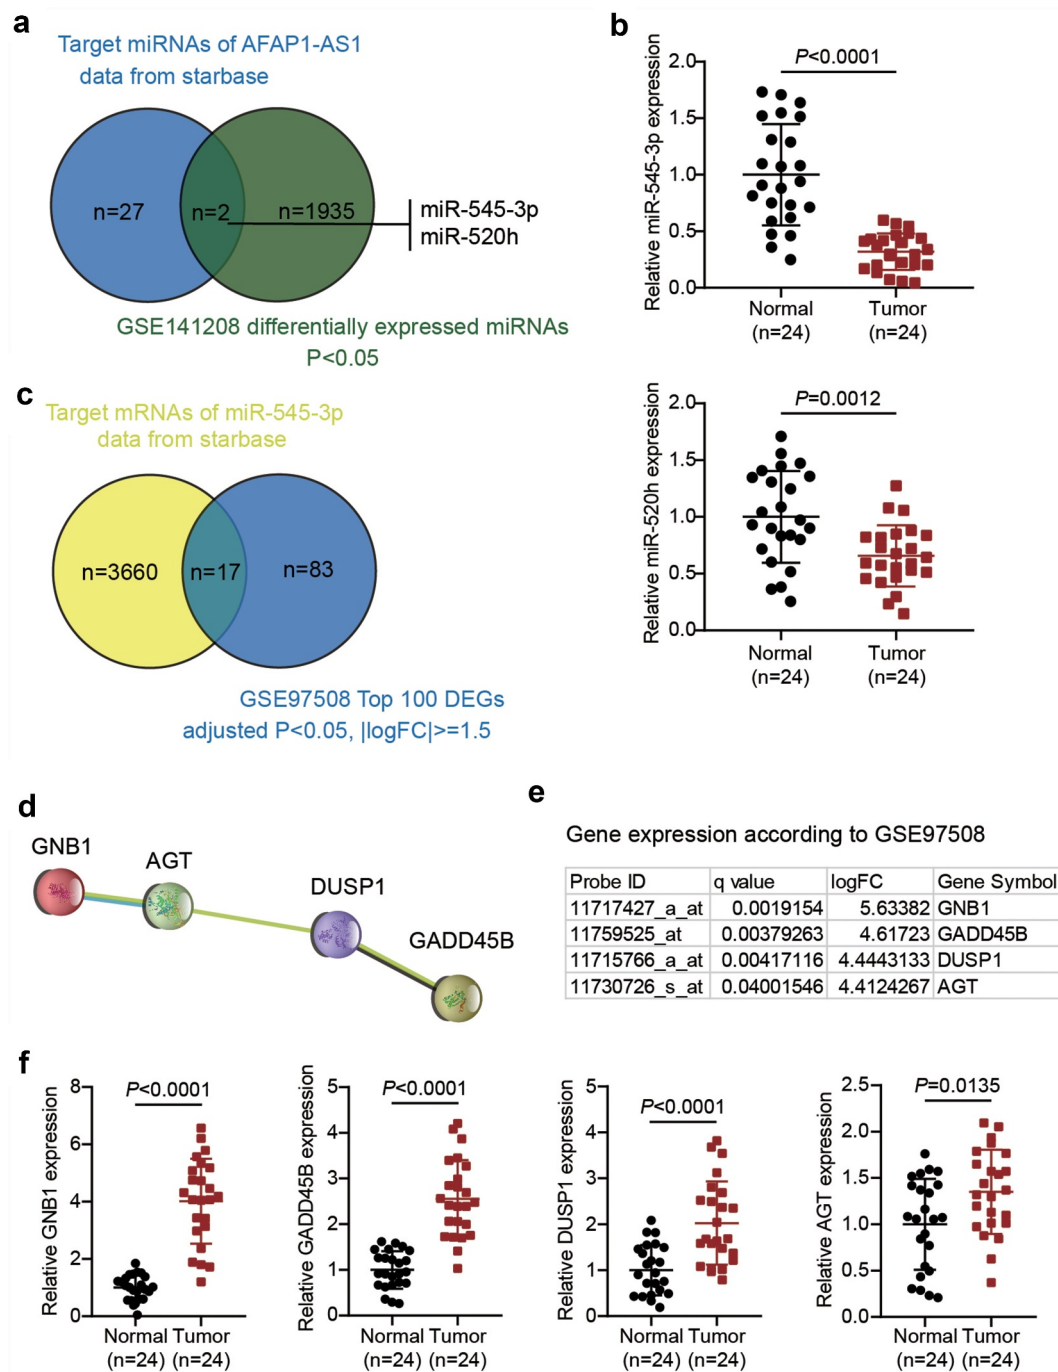 a
Target miRNAs of AFAP1-AS1
data from starbase
n=27
n=2
n=1935
miR-545-3p
miR-520h
GSE141208 differentially expressed miRNAs
P<0.05
b
Relative miR-545-3p expression
2.0
1.5
1.0
0.5
0.0
P<0.0001
Normal
(n=24)
Tumor
(n=24)
Relative miR-520h expression
2.0
1.5
1.0
0.5
0.0
P=0.0012
Normal
(n=24)
Tumor
(n=24)
c
Target mRNAs of miR-545-3p
data from starbase
n=3660
n=17
n=83
GSE97508 Top 100 DEGs
adjusted P<0.05, |logFC|>=1.5
d
GNB1
AGT
DUSP1
GADD45B
e
Gene expression according to GSE97508
Probe ID q value logFC Gene Symbol
11717427_a_at 0.0019154 5.63382 GNB1
11759525_at 0.00379263 4.61723 GADD45B
11715766_a_at 0.00417116 4.4443133 DUSP1
11730726_s_at 0.04001546 4.4124267 AGT
f
Relative GNB1 expression
8
6
4
2
0
P<0.0001
Normal Tumor
(n=24) (n=24)
Relative GADD45B expression
5
4
3
2
1
0
P<0.0001
Normal Tumor
(n=24) (n=24)
Relative DUSP1 expression
5
4
3
2
1
0
P<0.0001
Normal Tumor
(n=24) (n=24)
Relative AGT expression
2.5
2.0
1.5
1.0
0.5
0.0
P=0.0135
Normal Tumor
(n=24) (n=24)